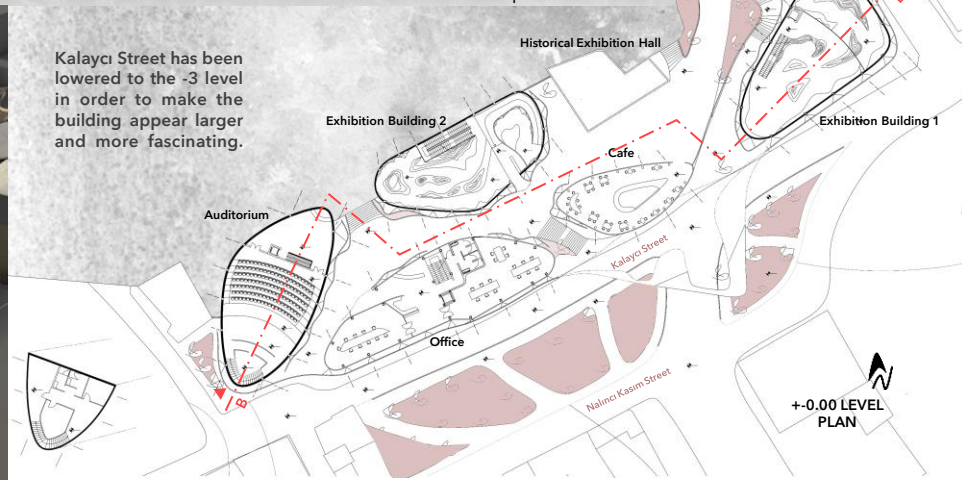 Kalaycı Street has been
lowered to the -3 level
in order to make the
building appear larger
and more fascinating.
Historical Exhibition Hall
Exhibition Building 2
Exhibition Building 1
Cafe
Auditorium
Kalaycı Street
Office
Nalıncı Kasım Street
B
+-0.00 LEVEL
PLAN